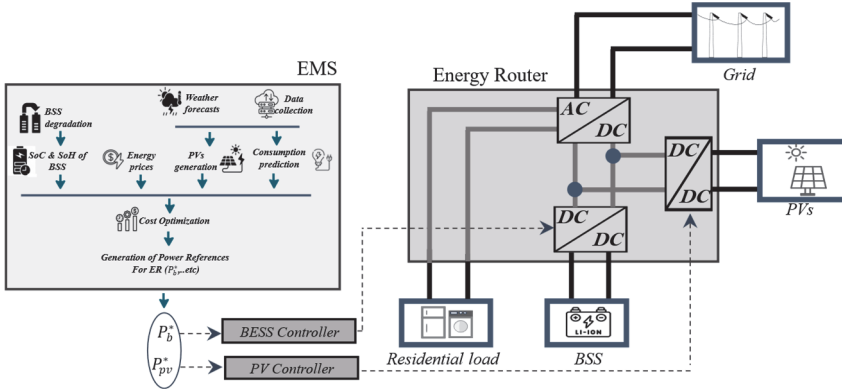 EMS
BSS
degradation
Weather
forecasts
Data
collection
SoC & SoH of
BSS
Energy
prices
PVs
generation
Consumption
prediction
Cost Optimization
Generation of Power References
For ER (P*b,..etc)
P*b
P*pv
BESS Controller
PV Controller
Energy Router
AC
DC
DC
DC
DC
DC
Grid
PVs
Residential load
LI-ION
BSS